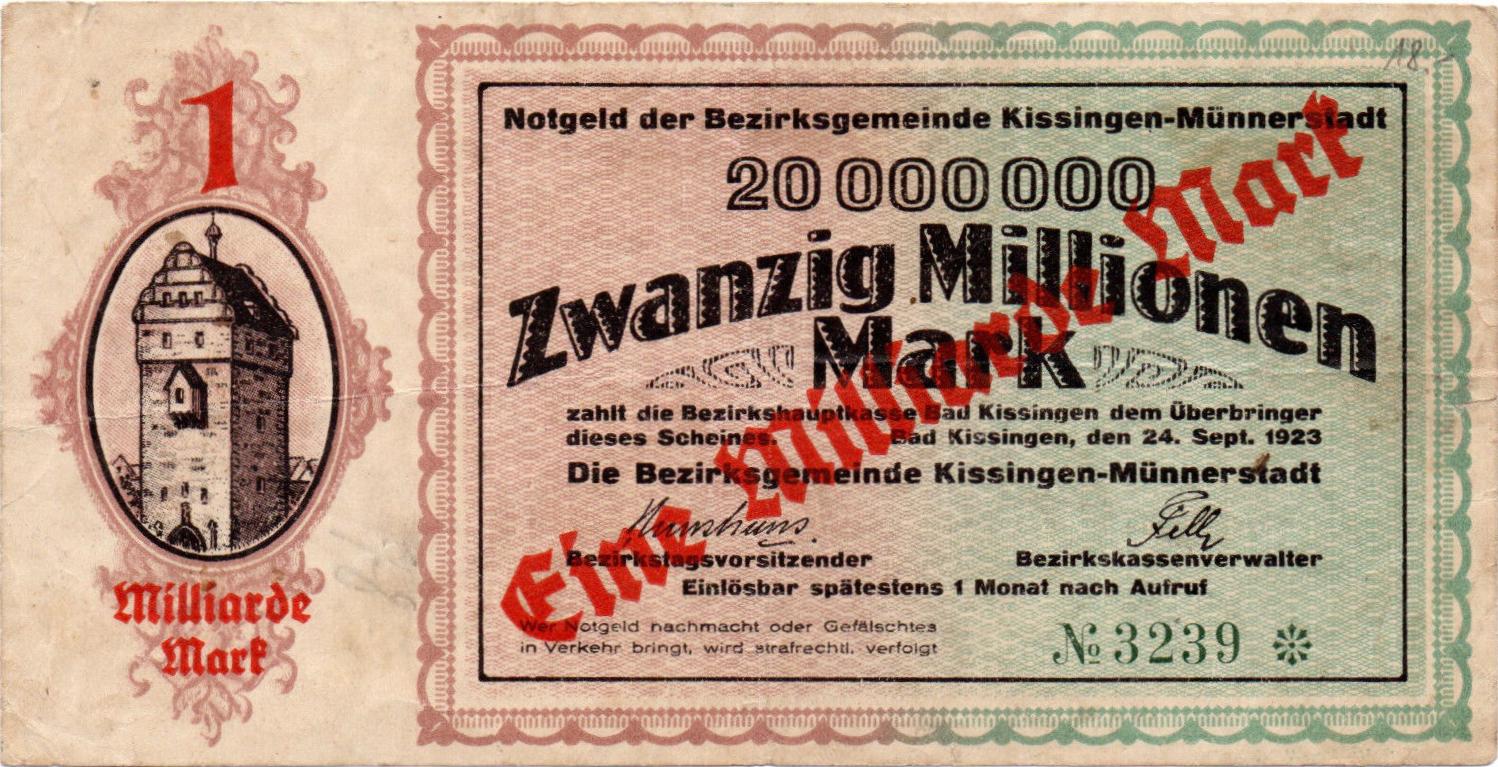 1
Milliarde
Mark
18.-
Notgeld der Bezirksgemeinde Kissingen-Münnerstadt
20 000 000
Zwanzig Millionen
Mark
Eine Milliarde Mark
zahlt die Bezirkshauptkasse Bad Kissingen dem Überbringer
dieses Scheines. Bad Kissingen, den 24. Sept. 1923
Die Bezirksgemeinde Kissingen-Münnerstadt
Bezirkstagsvorsitzender Bezirkskassenverwalter
Einlösbar spätestens 1 Monat nach Aufruf
Wer Notgeld nachmacht oder Gefälschtes
in Verkehr bringt, wird strafrechtl. verfolgt
№ 3239